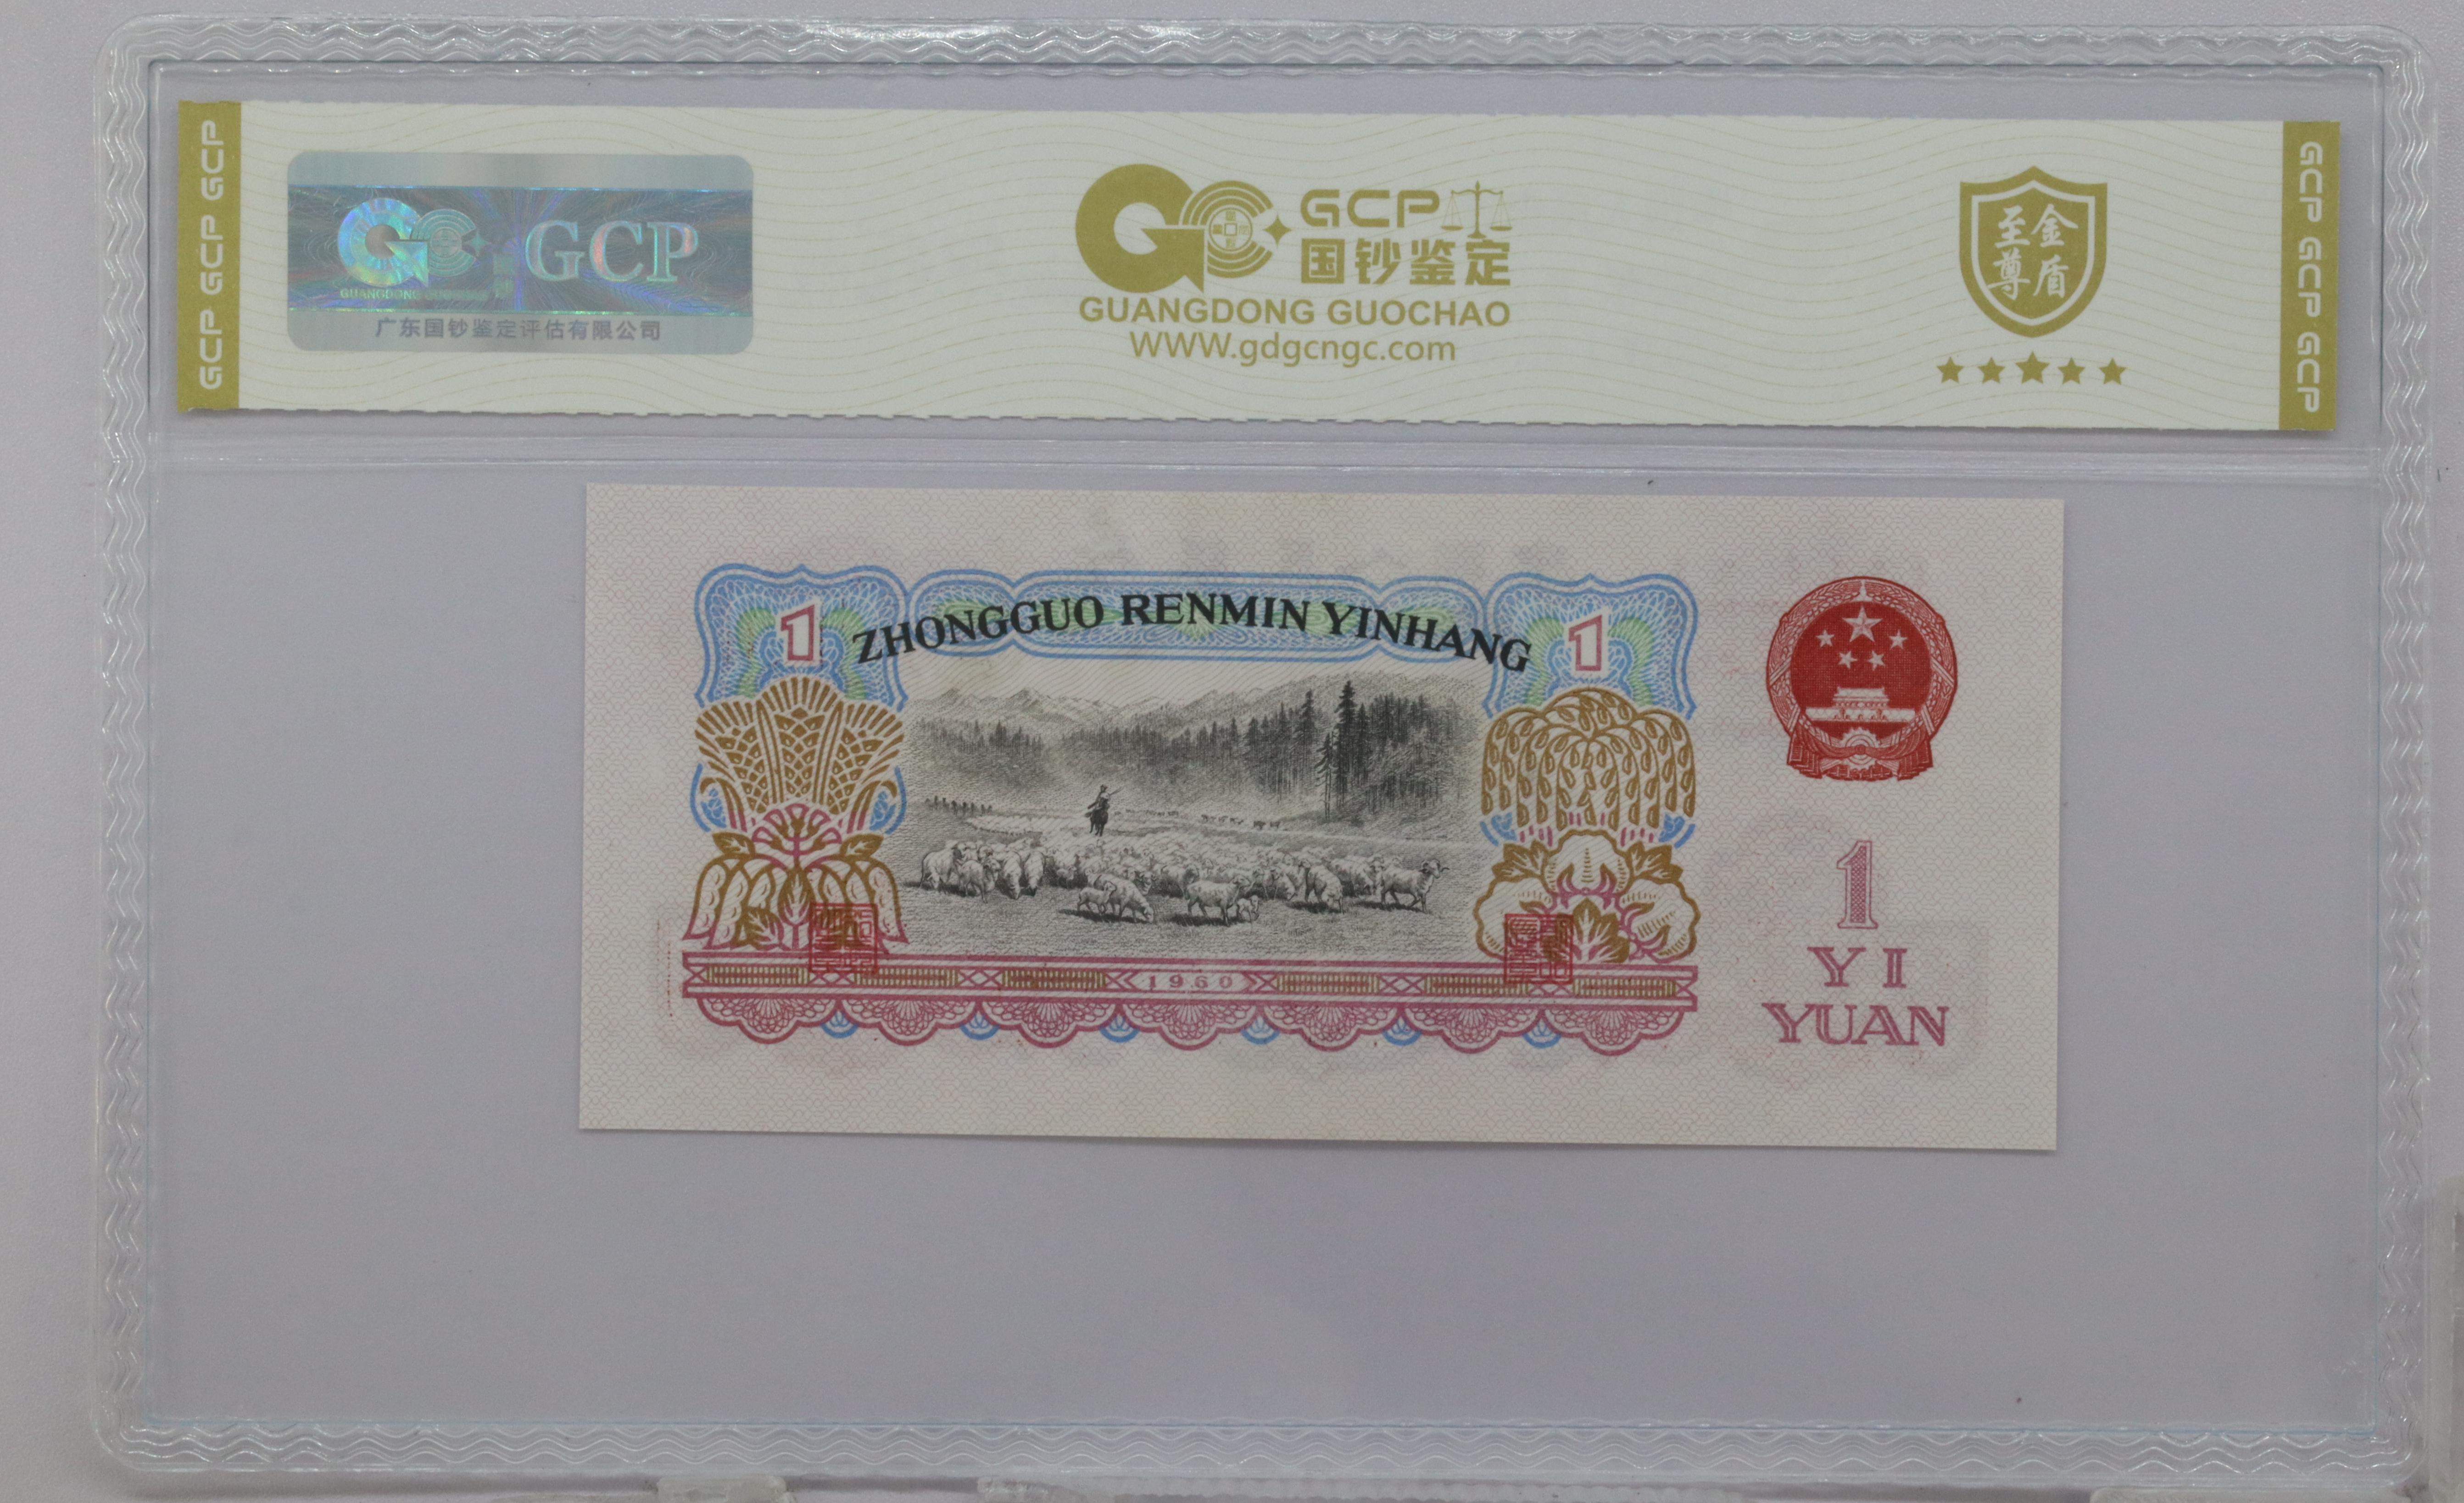 GCP GCP GCP
GCP
GUANGDONG GUOCHAO
广东国钞鉴定评估有限公司
GCP
国钞鉴定
GUANGDONG GUOCHAO
WWW.gdgcngc.com
金盾
至尊
GCP GCP GCP
1
ZHONGGUO RENMIN YINHANG
1
1960
1
YI
YUAN